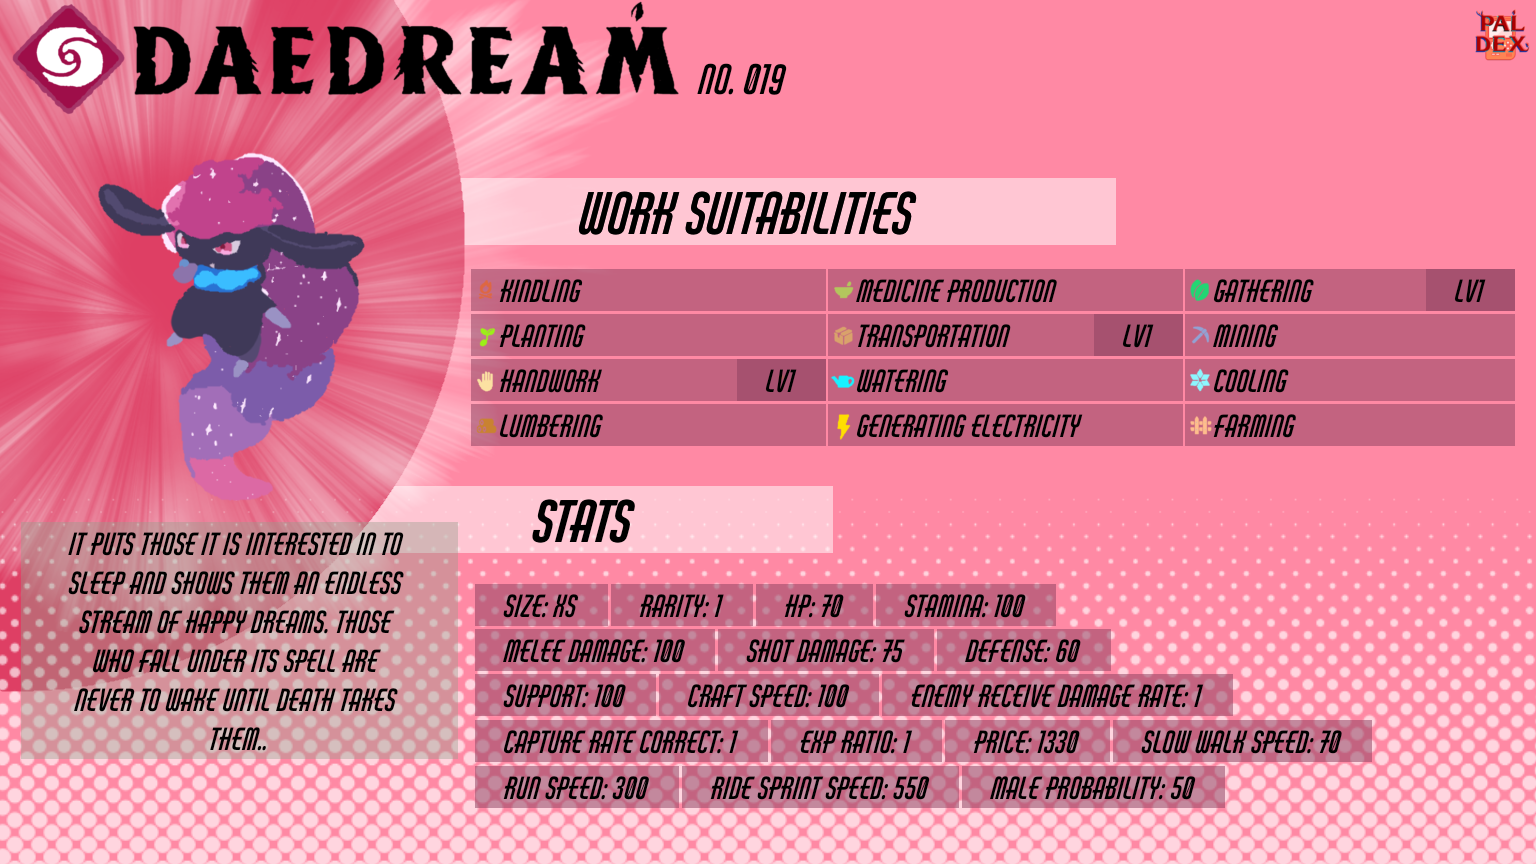 DAEDREAM NO. 019
PAL
DEX
WORK SUITABILITIES
KINDLING MEDICINE PRODUCTION GATHERING LV1
PLANTING TRANSPORTATION LV1 MINING
HANDWORK LV1 WATERING COOLING
LUMBERING GENERATING ELECTRICITY FARMING
STATS
IT PUTS THOSE IT IS INTERESTED IN TO
SLEEP AND SHOWS THEM AN ENDLESS
STREAM OF HAPPY DREAMS. THOSE
WHO FALL UNDER ITS SPELL ARE
NEVER TO WAKE UNTIL DEATH TAKES
THEM..
SIZE: XS RARITY: 1 HP: 70 STAMINA: 100
MELEE DAMAGE: 100 SHOT DAMAGE: 75 DEFENSE: 60
SUPPORT: 100 CRAFT SPEED: 100 ENEMY RECEIVE DAMAGE RATE: 1
CAPTURE RATE CORRECT: 1 EXP RATIO: 1 PRICE: 1330 SLOW WALK SPEED: 70
RUN SPEED: 300 RIDE SPRINT SPEED: 550 MALE PROBABILITY: 50